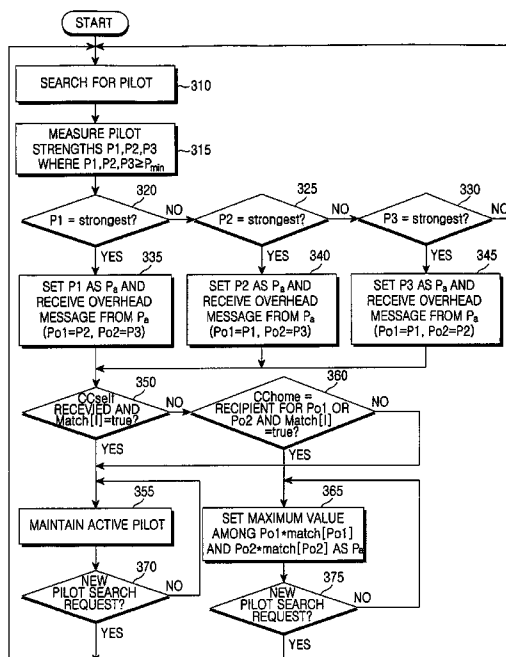 START
SEARCH FOR PILOT
310
MEASURE PILOT
STRENGTHS P1,P2,P3
WHERE P1,P2,P3≥Pmin
315
320
P1 = strongest?
NO
YES
325
P2 = strongest?
NO
YES
330
P3 = strongest?
NO
YES
335
SET P1 AS Pa AND
RECEIVE OVERHEAD
MESSAGE FROM Pa
(Po1=P2, Po2=P3)
340
SET P2 AS Pa AND
RECEIVE OVERHEAD
MESSAGE FROM Pa
(Po1=P1, Po2=P3)
345
SET P3 AS Pa AND
RECEIVE OVERHEAD
MESSAGE FROM Pa
(Po1=P1, Po2=P2)
350
CCself
RECEVIED AND
Match[I]=true?
NO
YES
360
CChome =
RECIPIENT FOR Po1 OR
Po2 AND Match[I]
=true?
NO
YES
355
MAINTAIN ACTIVE PILOT
365
SET MAXIMUM VALUE
AMONG Po1*match[Po1]
AND Po2*match[Po2] AS Pa
370
NEW
PILOT SEARCH
REQUEST?
NO
YES
375
NEW
PILOT SEARCH
REQUEST?
NO
YES